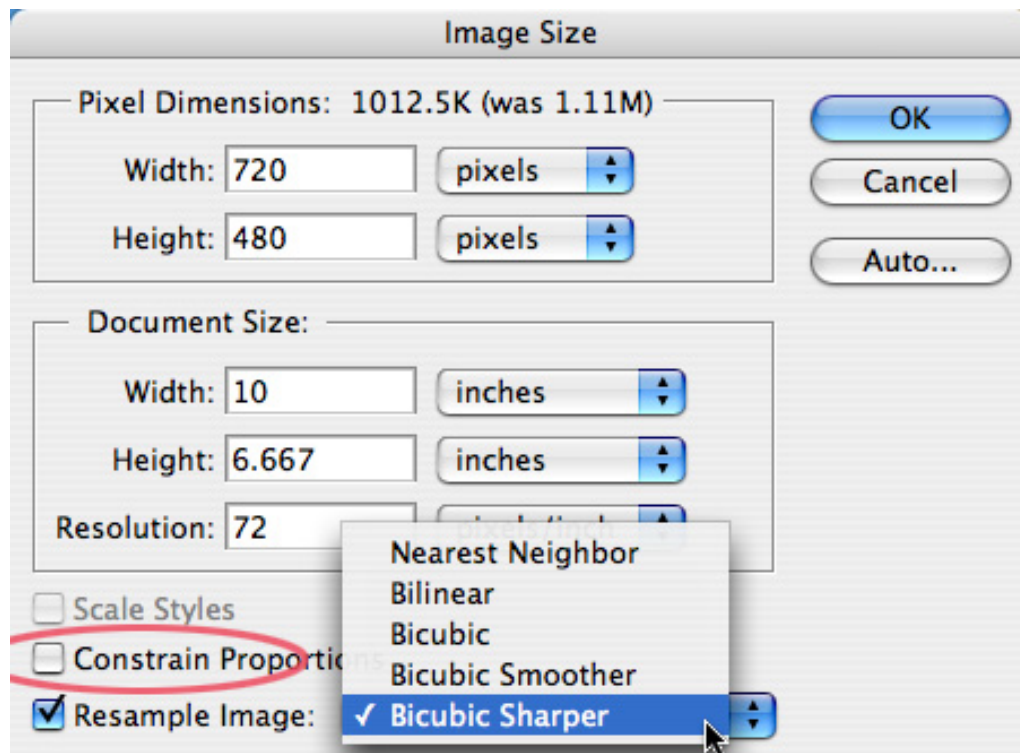 Image Size
Pixel Dimensions: 1012.5K (was 1.11M)
OK
Width: 720 pixels
Cancel
Height: 480 pixels
Auto...
Document Size:
Width: 10 inches
Height: 6.667 inches
Resolution: 72 pixels/inch
Nearest Neighbor
Bilinear
Scale Styles
Bicubic
Constrain Proportions
Bicubic Smoother
Resample Image: ✓ Bicubic Sharper